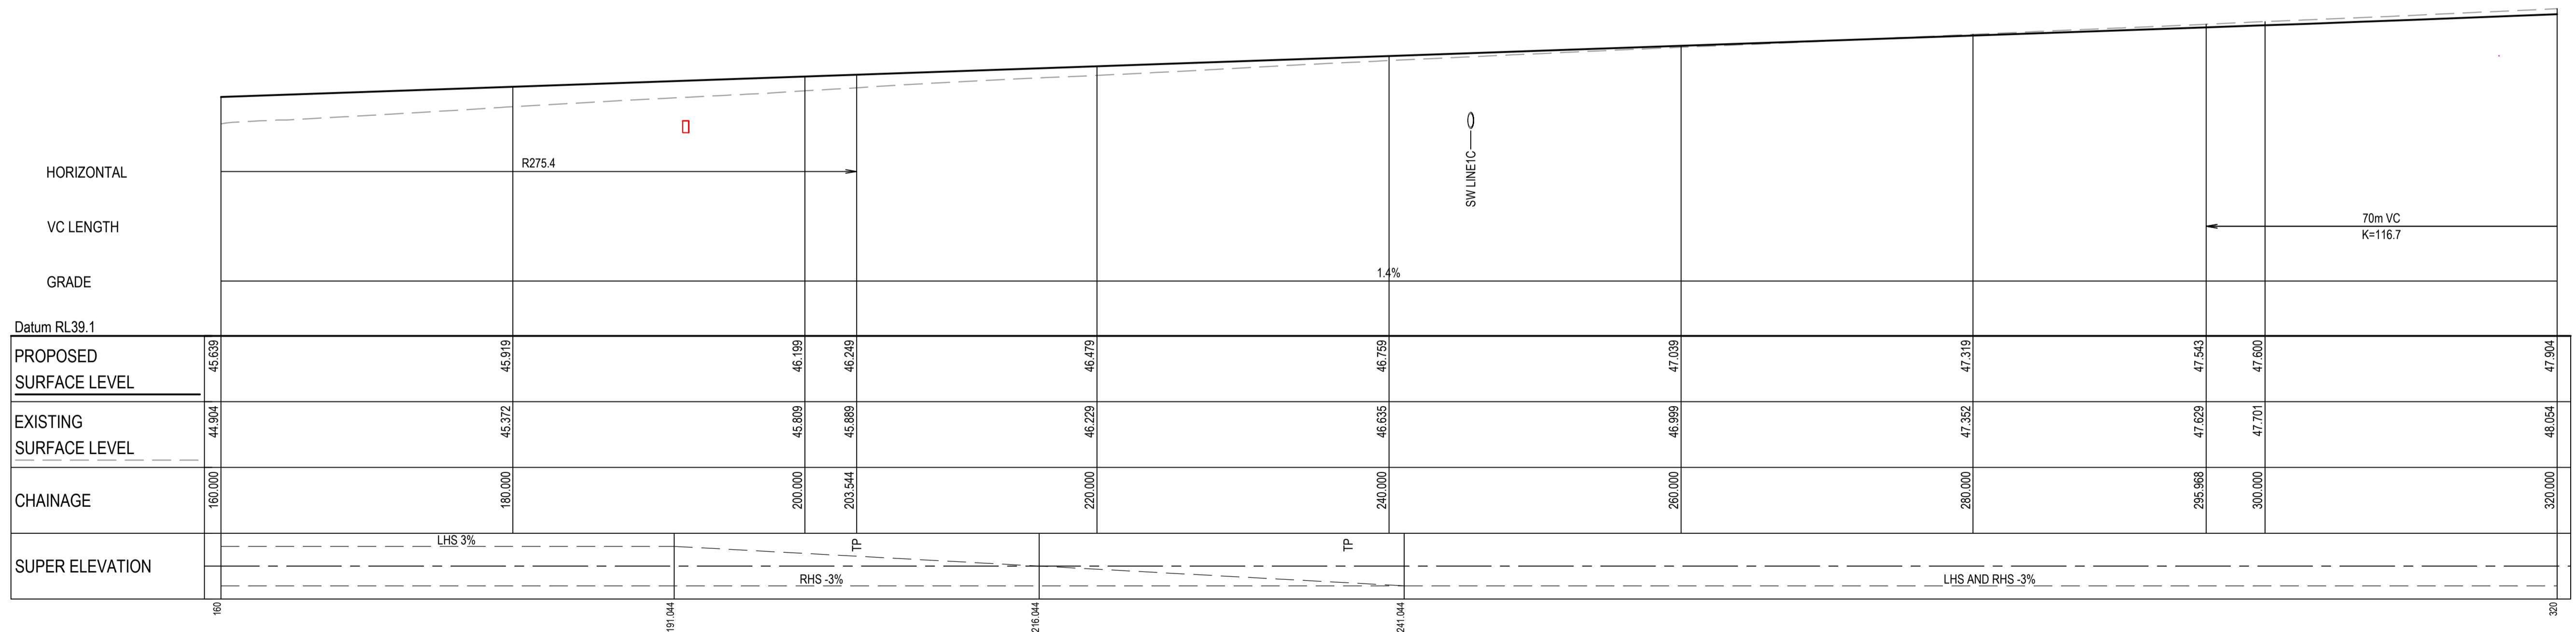 R275.4
HORIZONTAL
SW LINE1C
VC LENGTH
70m VC
K=116.7
GRADE
1.4%
Datum RL39.1
PROPOSED
SURFACE LEVEL
45.639
45.919
46.199
46.249
46.479
46.759
47.039
47.319
47.543
47.600
47.904
EXISTING
SURFACE LEVEL
44.904
45.372
45.809
45.889
46.229
46.635
46.999
47.352
47.629
47.701
48.054
CHAINAGE
160.000
180.000
200.000
203.544
220.000
240.000
260.000
280.000
295.968
300.000
320.000
SUPER ELEVATION
LHS 3%
TP
RHS -3%
TP
LHS AND RHS -3%
160
191.044
216.044
241.044
320